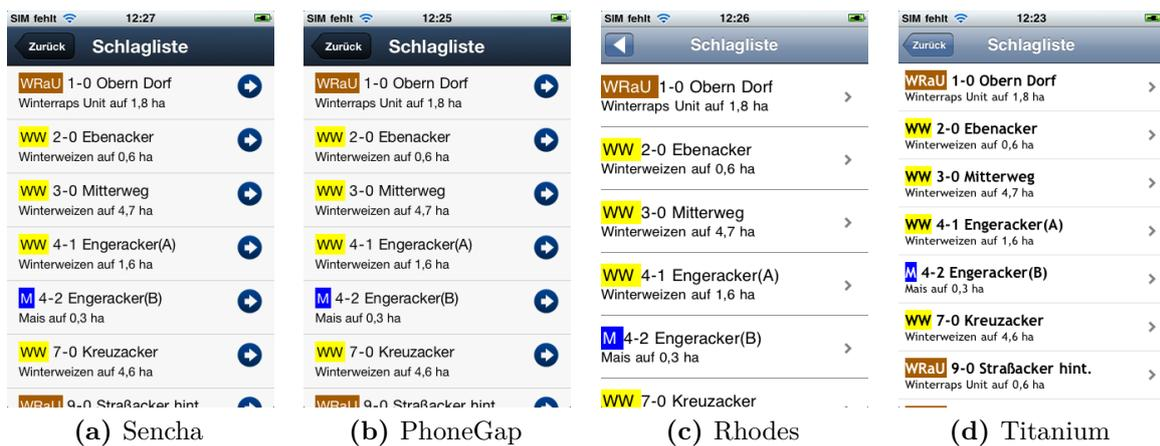 SIM fehlt 12:27
Zurück Schlagliste
WRaU 1-0 Obern Dorf
Winterraps Unit auf 1,8 ha
WW 2-0 Ebenacker
Winterweizen auf 0,6 ha
WW 3-0 Mitterweg
Winterweizen auf 4,7 ha
WW 4-1 Engeracker(A)
Winterweizen auf 1,6 ha
M 4-2 Engeracker(B)
Mais auf 0,3 ha
WW 7-0 Kreuzacker
Winterweizen auf 4,6 ha
WRaU 9-0 Straßacker hint.
(a) Sencha
SIM fehlt 12:25
Zurück Schlagliste
WRaU 1-0 Obern Dorf
Winterraps Unit auf 1,8 ha
WW 2-0 Ebenacker
Winterweizen auf 0,6 ha
WW 3-0 Mitterweg
Winterweizen auf 4,7 ha
WW 4-1 Engeracker(A)
Winterweizen auf 1,6 ha
M 4-2 Engeracker(B)
Mais auf 0,3 ha
WW 7-0 Kreuzacker
Winterweizen auf 4,6 ha
WRaU 9-0 Straßacker hint.
(b) PhoneGap
SIM fehlt 12:26
Schlagliste
WRaU 1-0 Obern Dorf
Winterraps Unit auf 1,8 ha
WW 2-0 Ebenacker
Winterweizen auf 0,6 ha
WW 3-0 Mitterweg
Winterweizen auf 4,7 ha
WW 4-1 Engeracker(A)
Winterweizen auf 1,6 ha
M 4-2 Engeracker(B)
Mais auf 0,3 ha
WW 7-0 Kreuzacker
(c) Rhodes
SIM fehlt 12:23
Zurück Schlagliste
WRaU 1-0 Obern Dorf
Winterraps Unit auf 1,8 ha
WW 2-0 Ebenacker
Winterweizen auf 0,6 ha
WW 3-0 Mitterweg
Winterweizen auf 4,7 ha
WW 4-1 Engeracker(A)
Winterweizen auf 1,6 ha
M 4-2 Engeracker(B)
Mais auf 0,3 ha
WW 7-0 Kreuzacker
Winterweizen auf 4,6 ha
WRaU 9-0 Straßacker hint.
Winterraps Unit auf 0,6 ha
(d) Titanium